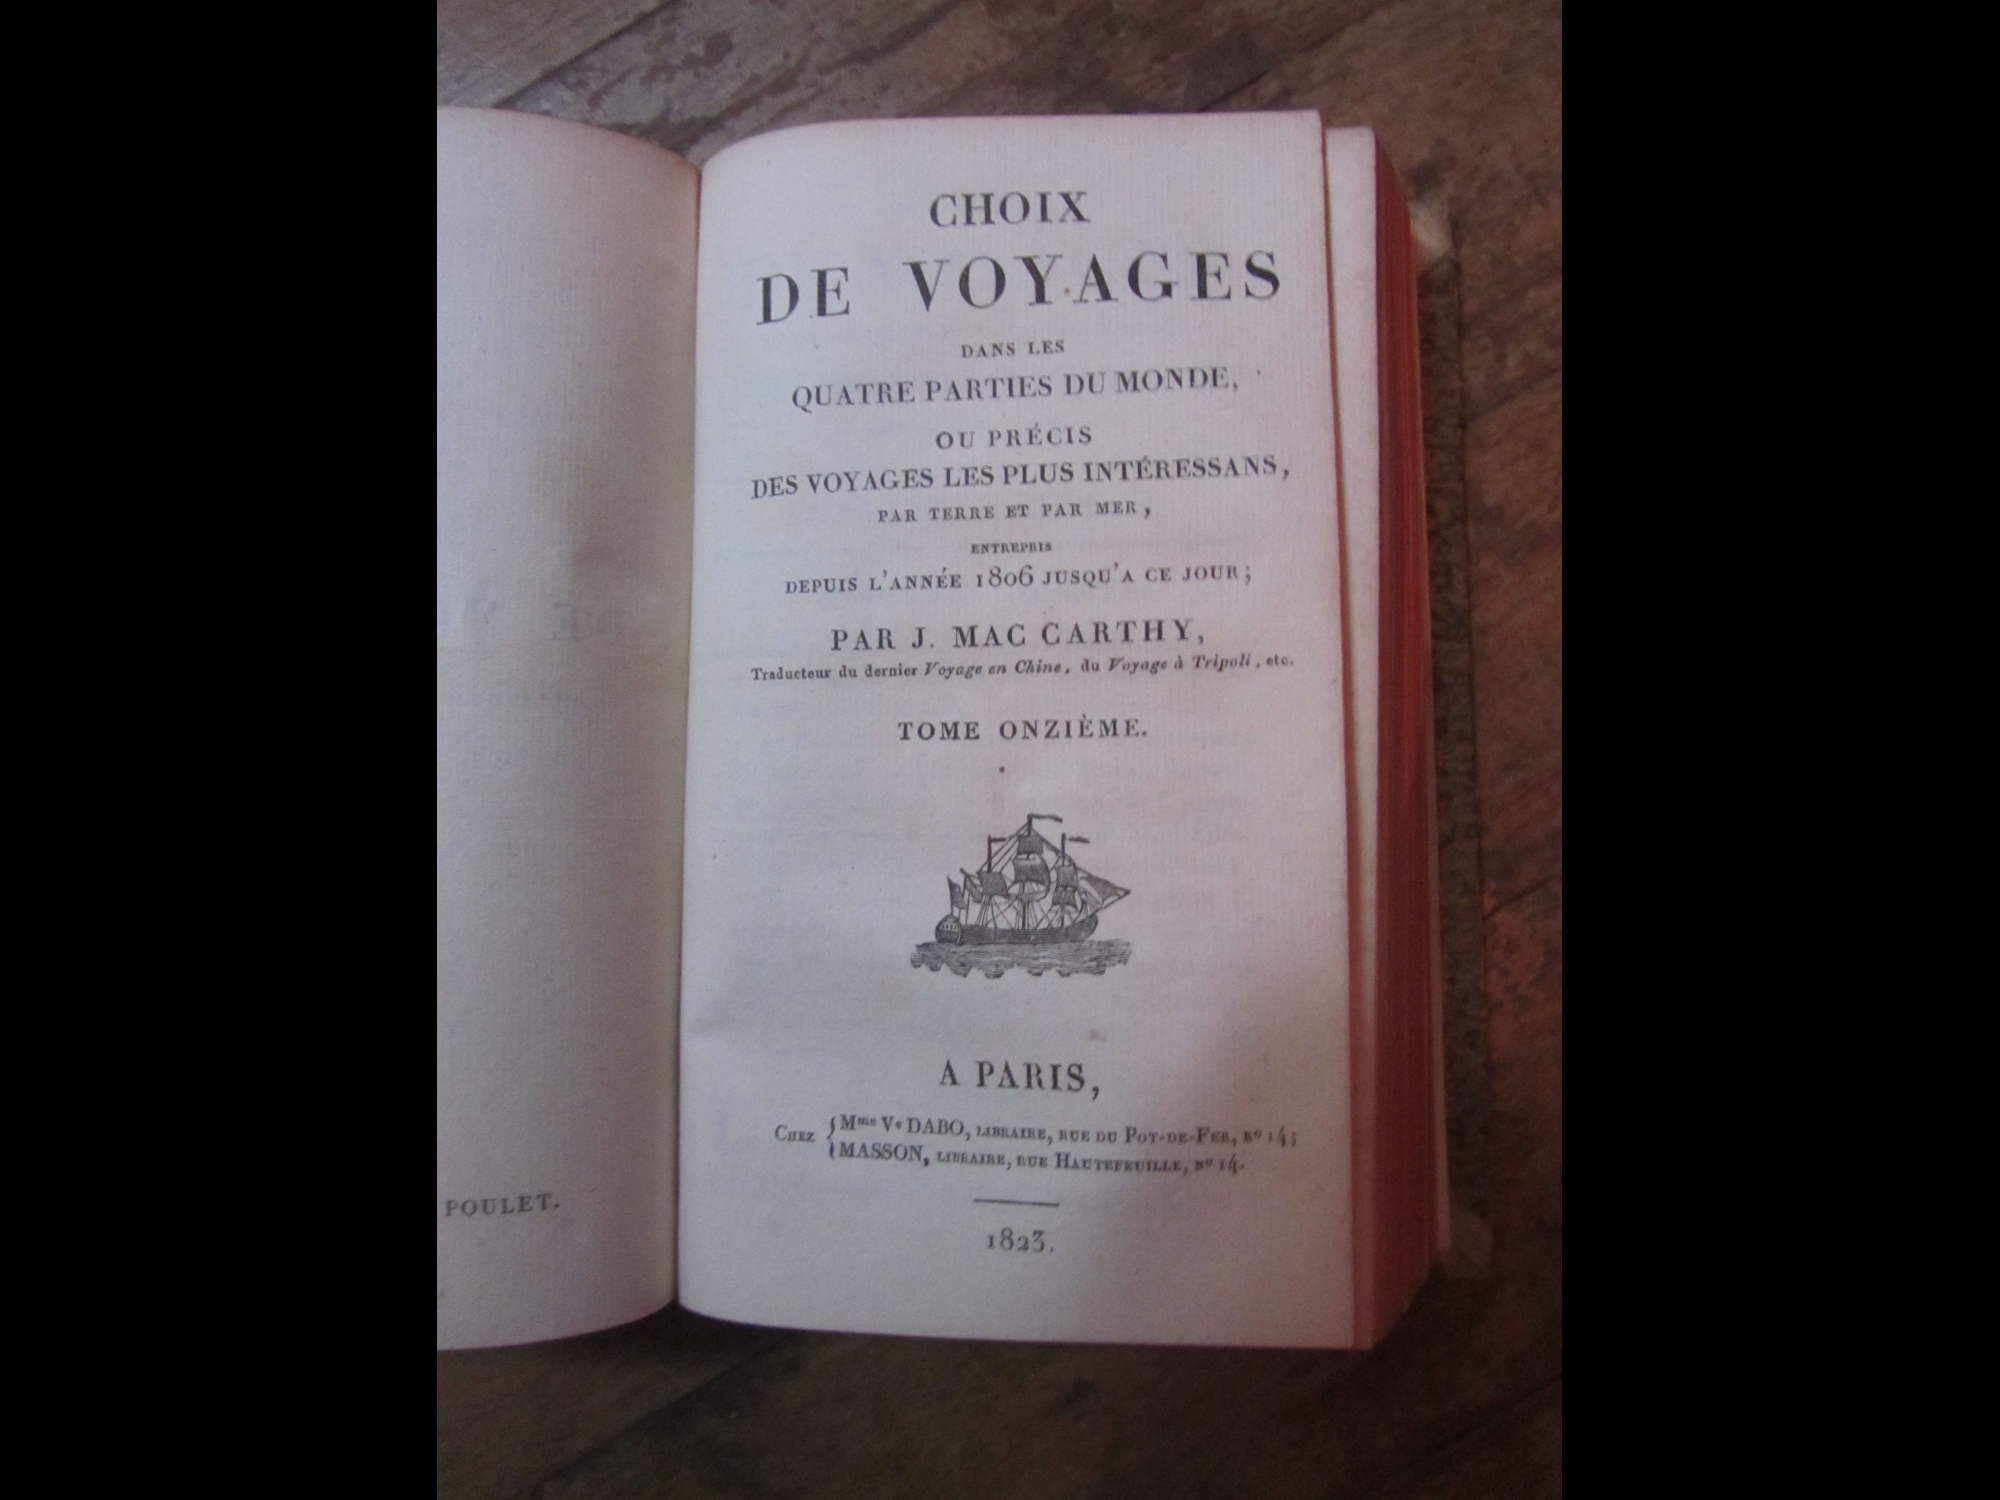 POULET.
CHOIX
DE VOYAGES
DANS LES
QUATRE PARTIES DU MONDE,
OU PRÉCIS
DES VOYAGES LES PLUS INTÉRESSANS,
PAR TERRE ET PAR MER,
ENTREPRIS
DEPUIS L'ANNÉE 1806 JUSQU'A CE JOUR;
PAR J. MAC CARTHY,
Traducteur du dernier Voyage en Chine, du Voyage à Tripoli, etc.
TOME ONZIÈME.
A PARIS,
CHEZ { Mme Ve DABO, LIBRAIRE, RUE DU POT-DE-FER, No 14;
MASSON, LIBRAIRE, RUE HAUTEFEUILLE, No 14.
1823.